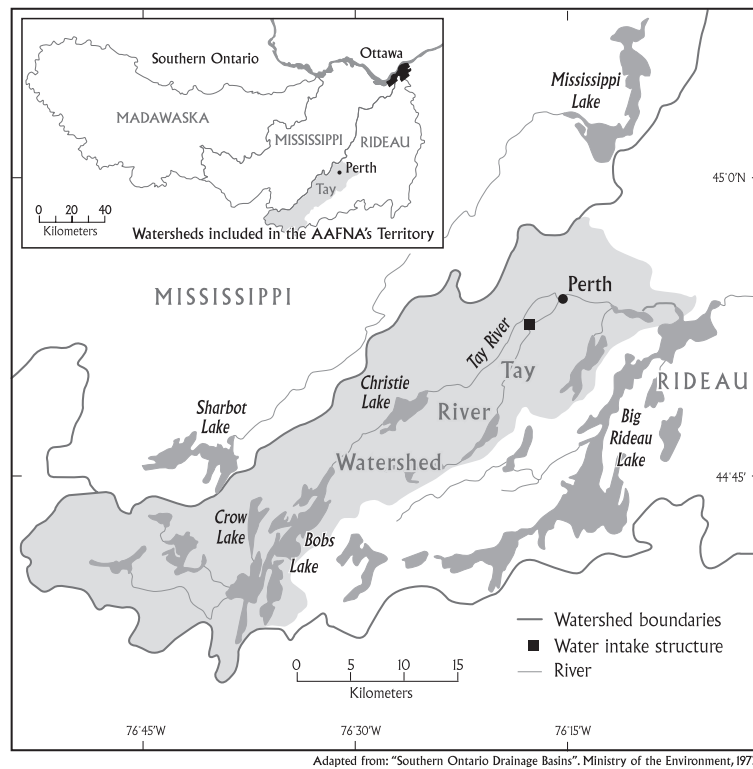 Southern Ontario
Ottawa
MADAWASKA
MISSISSIPPI
RIDEAU
Perth
Tay
0 20 40
Kilometers
Watersheds included in the AAFNA's Territory
Mississippi
Lake
45°0'N
MISSISSIPPI
Perth
Tay River
Tay
River
Watershed
RIDEAU
Christie
Lake
Sharbot
Lake
Big
Rideau
Lake
44°45'
Crow
Lake
Bobs
Lake
Watershed boundaries
Water intake structure
River
0 5 10 15
Kilometers
76°45'W
76°30'W
76°15'W
Adapted from: "Southern Ontario Drainage Basins". Ministry of the Environment, 197